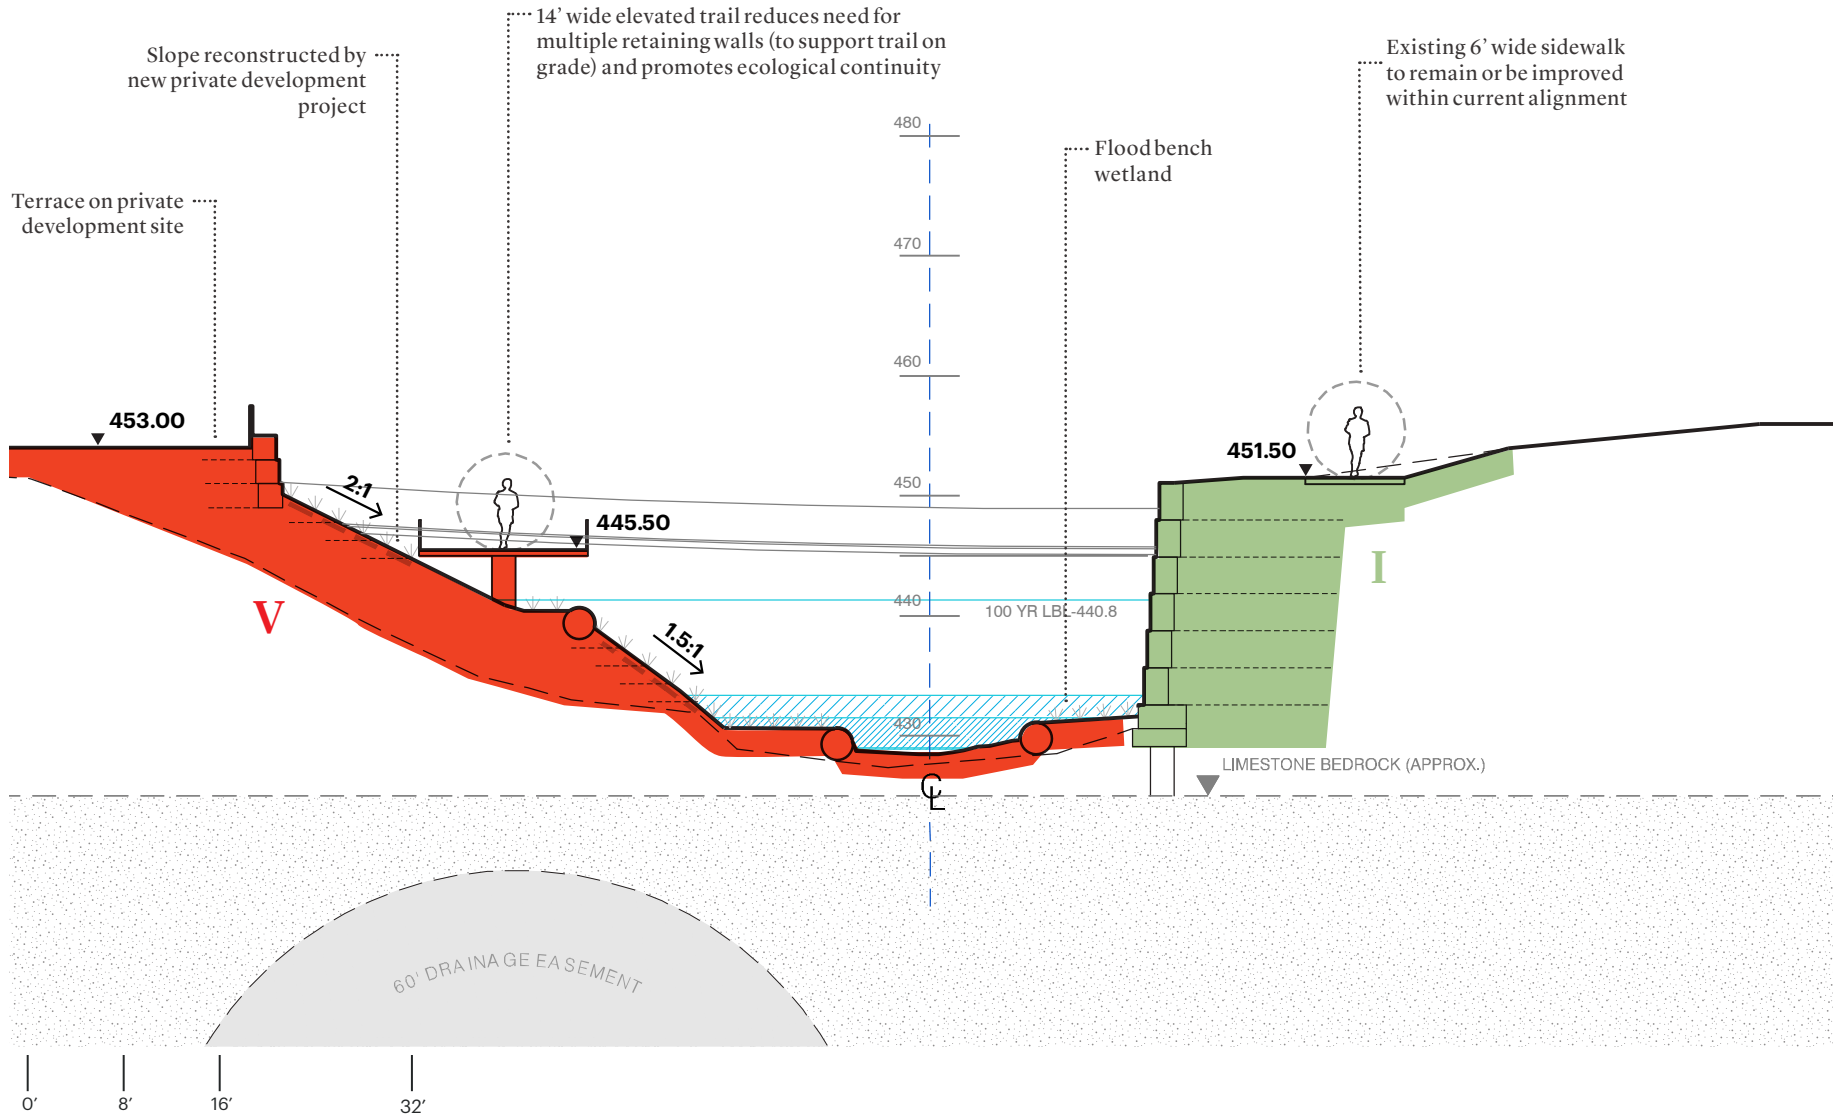 14’ wide elevated trail reduces need for
multiple retaining walls (to support trail on
grade) and promotes ecological continuity
Slope reconstructed by
new private development
project
Existing 6’ wide sidewalk
to remain or be improved
within current alignment
Terrace on private
development site
Flood bench
wetland
480
470
460
450
440
430
453.00
2:1
445.50
451.50
V
I
100 YR LBL-440.8
1.5:1
CL
LIMESTONE BEDROCK (APPROX.)
60' DRAINAGE EASEMENT
0’
8’
16’
32’